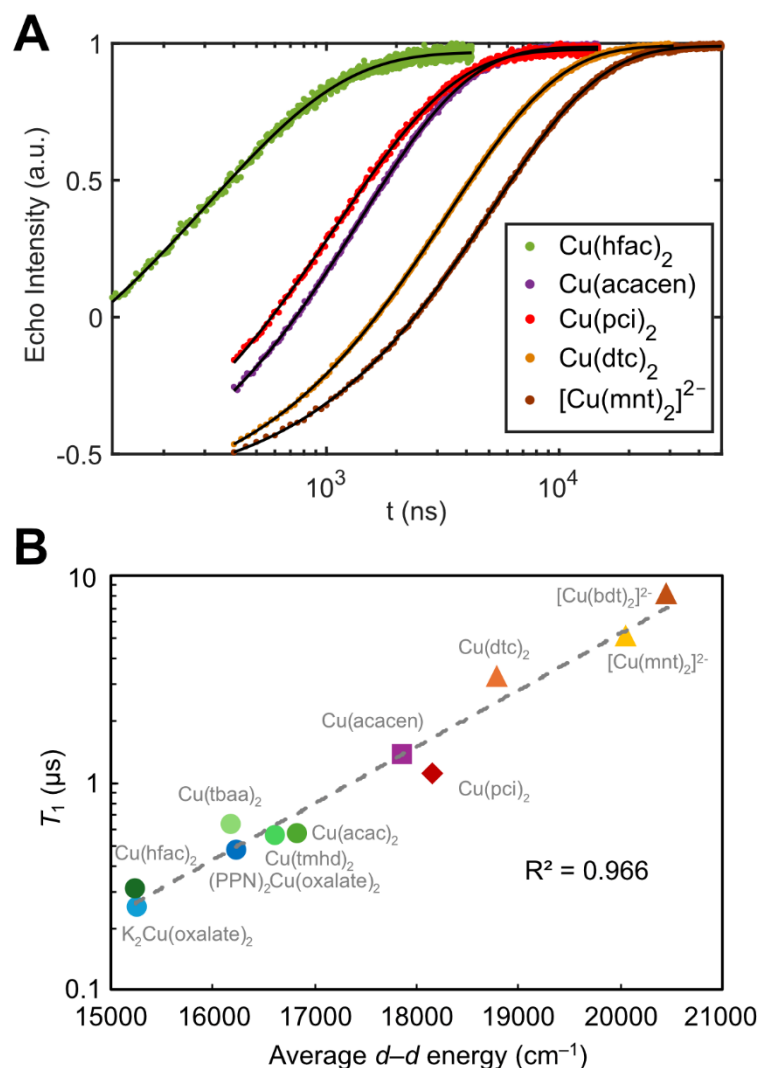 A
1
0.5
0
-0.5
Echo Intensity (a.u.)
Cu(hfac)₂
Cu(acacen)
Cu(pci)₂
Cu(dtc)₂
[Cu(mnt)₂]²⁻
10³
10⁴
t (ns)
B
10
1
0.1
T₁ (μs)
[Cu(bdt)₂]²⁻
Cu(dtc)₂
[Cu(mnt)₂]²⁻
Cu(acacen)
Cu(pci)₂
Cu(tbaa)₂
Cu(acac)₂
Cu(hfac)₂
Cu(tmhd)₂
(PPN)₂Cu(oxalate)₂
R² = 0.966
K₂Cu(oxalate)₂
15000 16000 17000 18000 19000 20000 21000
Average d–d energy (cm⁻¹)